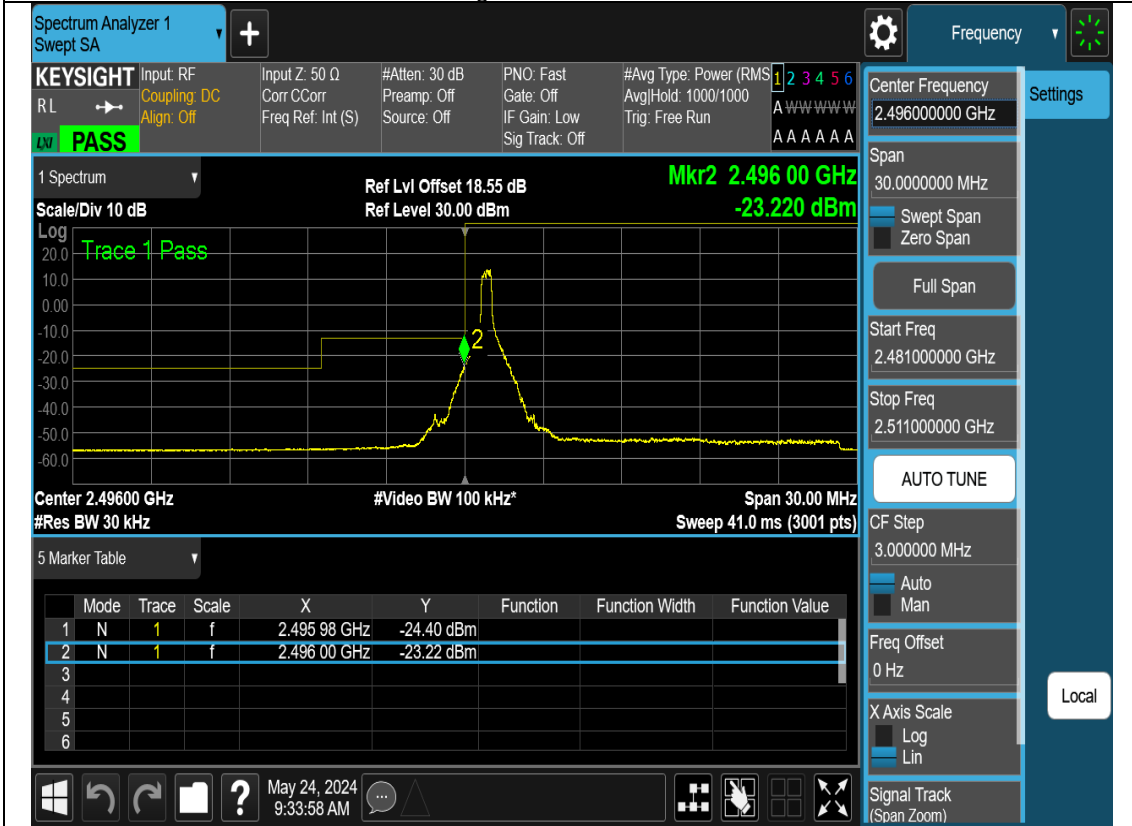 Spectrum Analyzer 1
Swept SA
+
Frequency
KEYSIGHT
RL
LXI
PASS
Input: RF
Coupling: DC
Align: Off
Input Z: 50 Ω
Corr CCorr
Freq Ref: Int (S)
#Atten: 30 dB
Preamp: Off
Source: Off
PNO: Fast
Gate: Off
IF Gain: Low
Sig Track: Off
#Avg Type: Power (RMS
Avg|Hold: 1000/1000
Trig: Free Run
1 2 3 4 5 6
A W W W W W
A A A A A A
1 Spectrum
Scale/Div 10 dB
Ref Lvl Offset 18.55 dB
Ref Level 30.00 dBm
Mkr2 2.496 00 GHz
-23.220 dBm
Log
Trace 1 Pass
20.0
10.0
0.00
-10.0
-20.0
-30.0
-40.0
-50.0
-60.0
2
Center 2.49600 GHz
#Res BW 30 kHz
#Video BW 100 kHz*
Span 30.00 MHz
Sweep 41.0 ms (3001 pts)
5 Marker Table
Mode Trace Scale X Y Function Function Width Function Value
1 N 1 f 2.495 98 GHz -24.40 dBm
2 N 1 f 2.496 00 GHz -23.22 dBm
3
4
5
6
?
May 24, 2024
9:33:58 AM
Center Frequency
2.496000000 GHz
Settings
Span
30.0000000 MHz
Swept Span
Zero Span
Full Span
Start Freq
2.481000000 GHz
Stop Freq
2.511000000 GHz
AUTO TUNE
CF Step
3.000000 MHz
Auto
Man
Freq Offset
0 Hz
Local
X Axis Scale
Log
Lin
Signal Track
(Span Zoom)